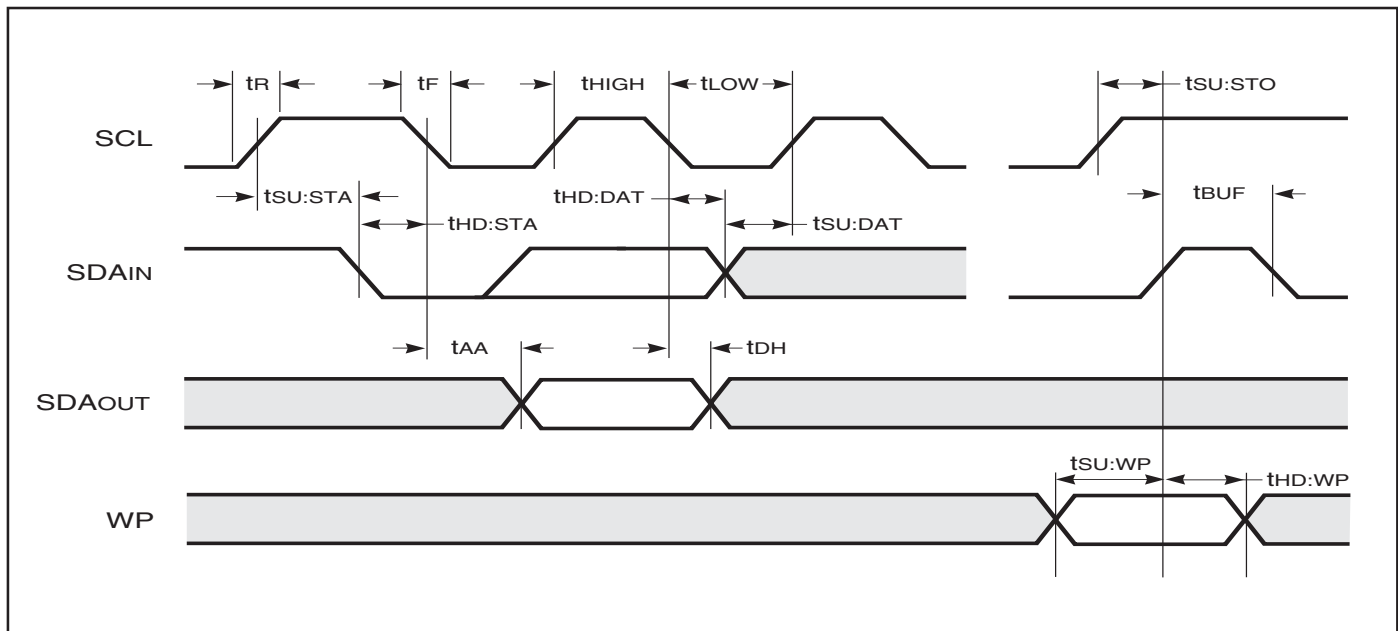 tR
tF
tHIGH
tLOW
tSU:STO
SCL
tSU:STA
tHD:STA
tHD:DAT
tSU:DAT
tBUF
SDAIN
tAA
tDH
SDAOUT
tSU:WP
tHD:WP
WP